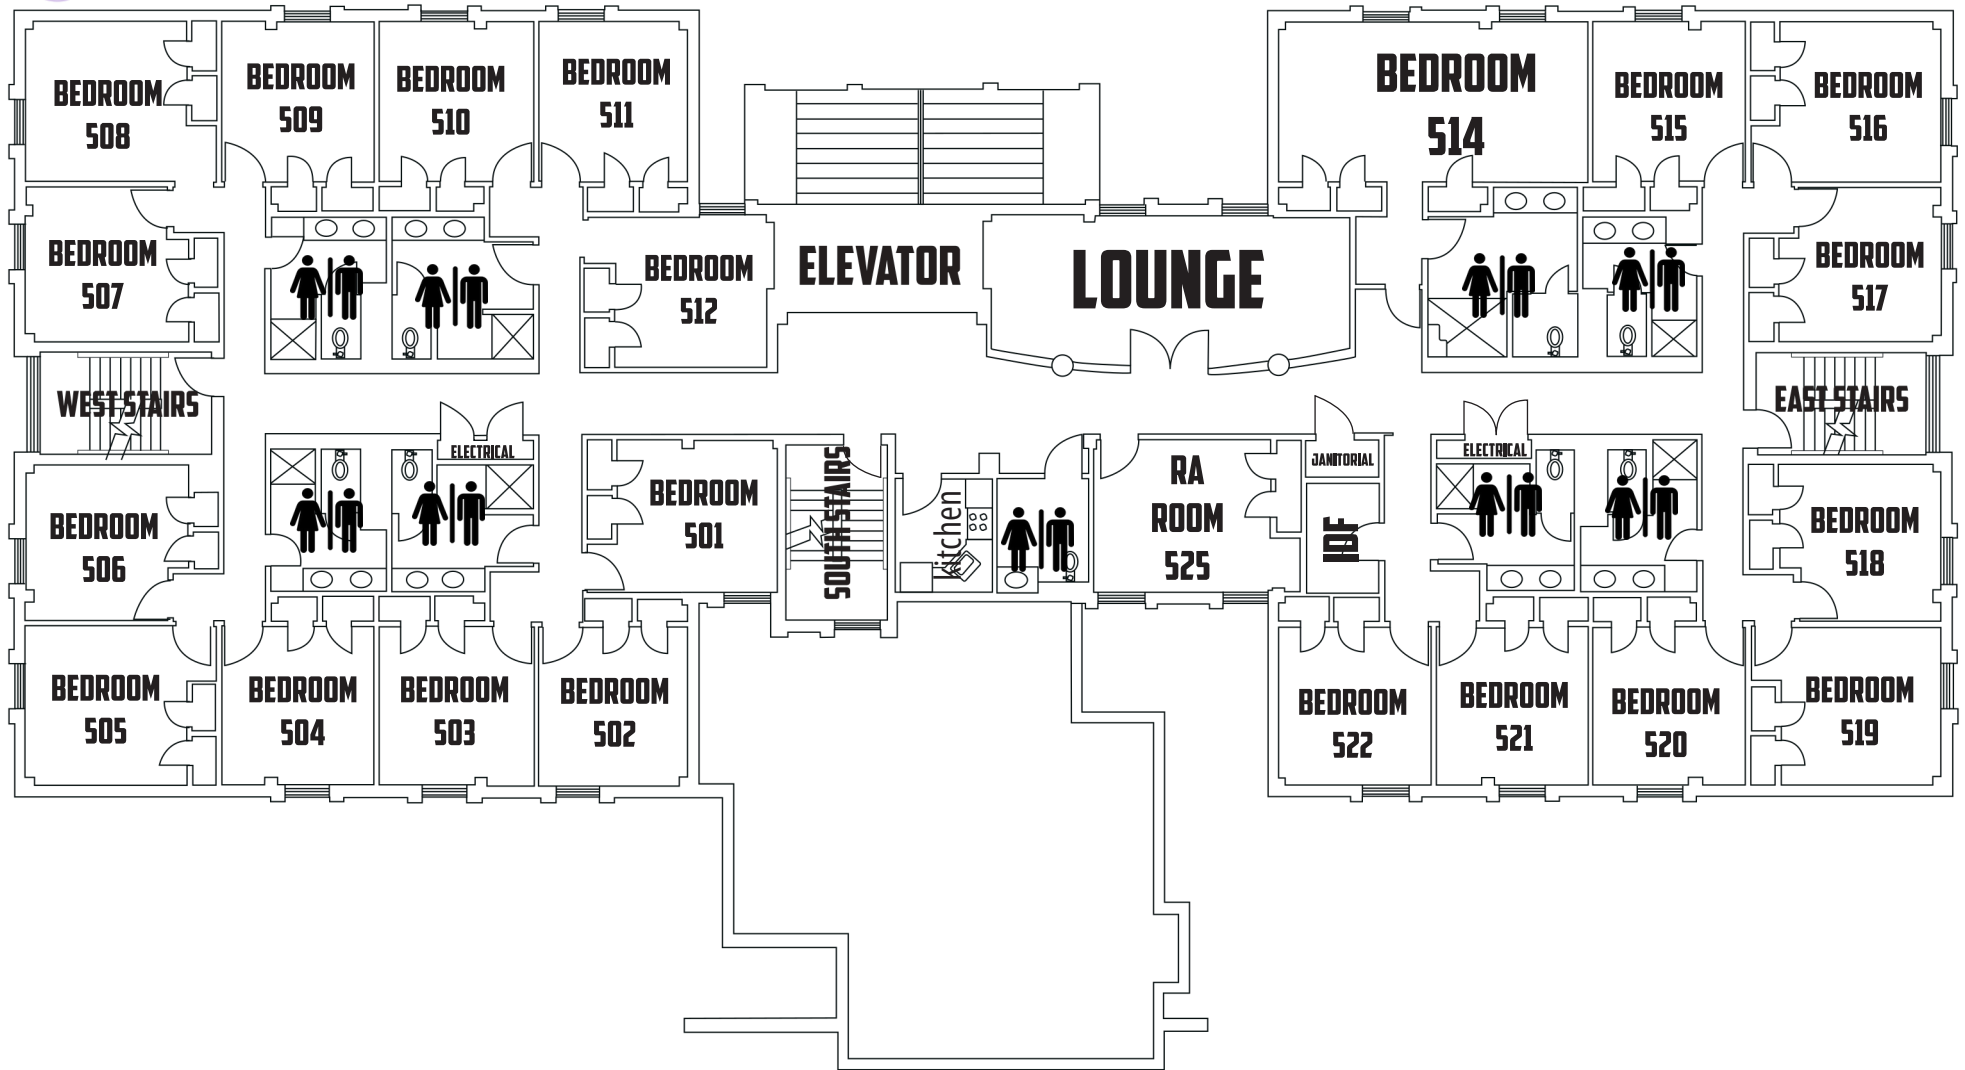 BEDROOM
508
BEDROOM
509
BEDROOM
510
BEDROOM
511
BEDROOM
514
BEDROOM
515
BEDROOM
516
BEDROOM
507
BEDROOM
512
ELEVATOR
LOUNGE
BEDROOM
517
WEST STAIRS
EAST STAIRS
ELECTRICAL
ELECTRICAL
JANITORIAL
BEDROOM
506
BEDROOM
501
SOUTH STAIRS
kitchen
RA
ROOM
525
IDF
BEDROOM
518
BEDROOM
505
BEDROOM
504
BEDROOM
503
BEDROOM
502
BEDROOM
522
BEDROOM
521
BEDROOM
520
BEDROOM
519